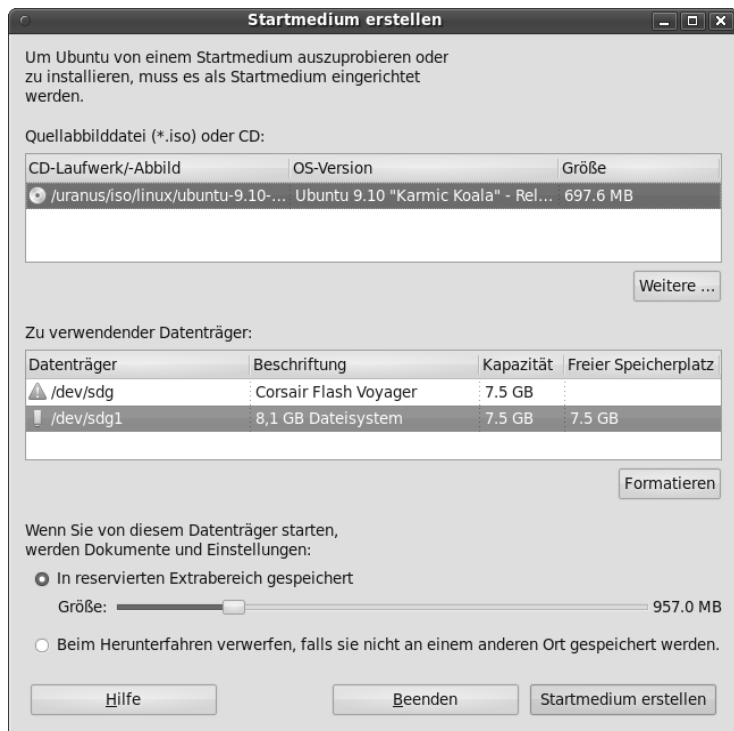 Startmedium erstellen
Um Ubuntu von einem Startmedium auszuprobieren oder
zu installieren, muss es als Startmedium eingerichtet
werden.
Quellabbilddatei (*.iso) oder CD:
CD-Laufwerk/-Abbild OS-Version Größe
/uranus/iso/linux/ubuntu-9.10-... Ubuntu 9.10 "Karmic Koala" - Rel... 697.6 MB
Weitere ...
Zu verwendender Datenträger:
Datenträger Beschriftung Kapazität Freier Speicherplatz
/dev/sdg Corsair Flash Voyager 7.5 GB
/dev/sdg1 8,1 GB Dateisystem 7.5 GB 7.5 GB
Formatieren
Wenn Sie von diesem Datenträger starten,
werden Dokumente und Einstellungen:
In reservierten Extrabereich gespeichert
Größe: 957.0 MB
Beim Herunterfahren verwerfen, falls sie nicht an einem anderen Ort gespeichert werden.
Hilfe Beenden Startmedium erstellen